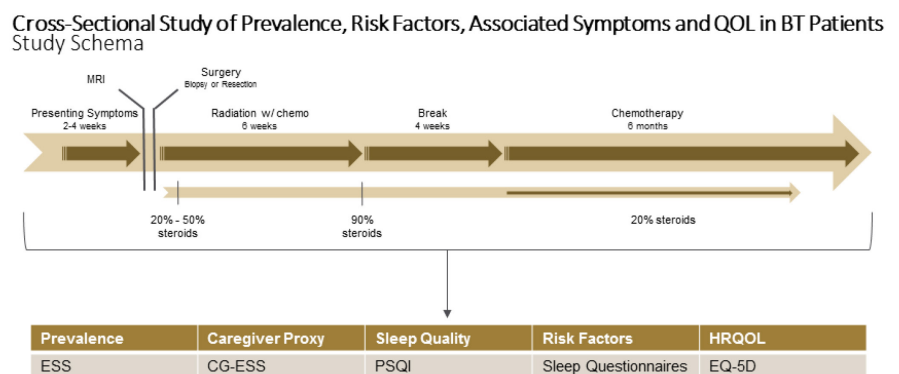 Cross-Sectional Study of Prevalence, Risk Factors, Associated Symptoms and QOL in BT Patients
Study Schema
MRI
Surgery
Biopsy or Resection
Presenting Symptoms
2-4 weeks
Radiation w/ chemo
6 weeks
Break
4 weeks
Chemotherapy
6 months
20% - 50%
steroids
90%
steroids
20% steroids
Prevalence Caregiver Proxy Sleep Quality Risk Factors HRQOL
ESS CG-ESS PSQI Sleep Questionnaires EQ-5D